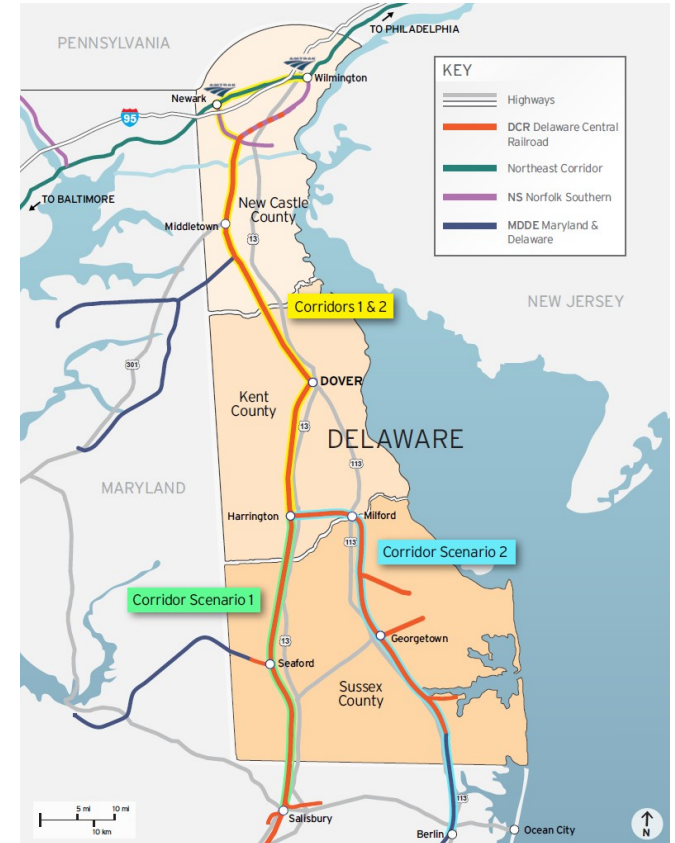 PENNSYLVANIA
TO PHILADELPHIA
AMTRAK
Wilmington
AMTRAK
Newark
95
TO BALTIMORE
KEY
Highways
DCR Delaware Central
Railroad
Northeast Corridor
NS Norfolk Southern
MDDE Maryland &
Delaware
New Castle
County
Middletown
13
Corridors 1 & 2
NEW JERSEY
301
DOVER
Kent
County
13
DELAWARE
113
MARYLAND
Harrington
Milford
113
Corridor Scenario 2
Corridor Scenario 1
13
Georgetown
Seaford
Sussex
County
113
5 mi
10 mi
10 km
Salisbury
Berlin
Ocean City
N